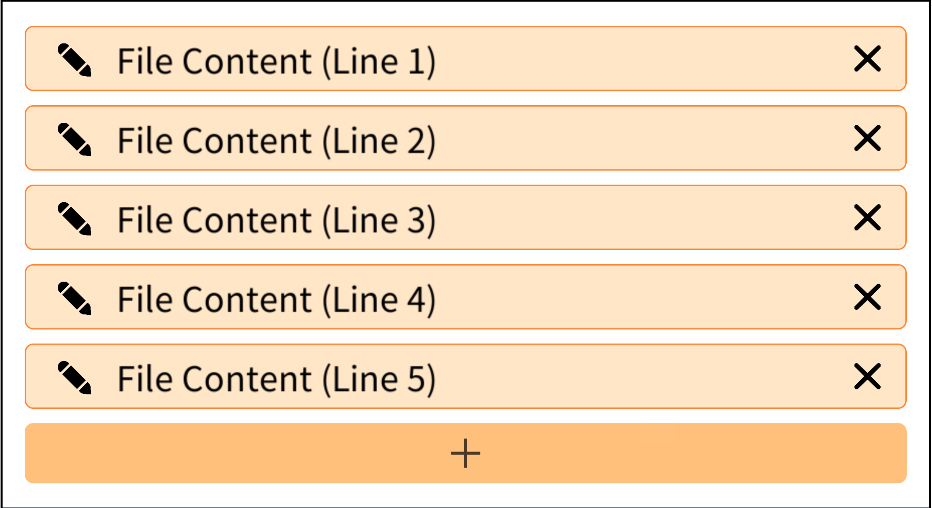 File Content (Line 1)
File Content (Line 2)
File Content (Line 3)
File Content (Line 4)
File Content (Line 5)